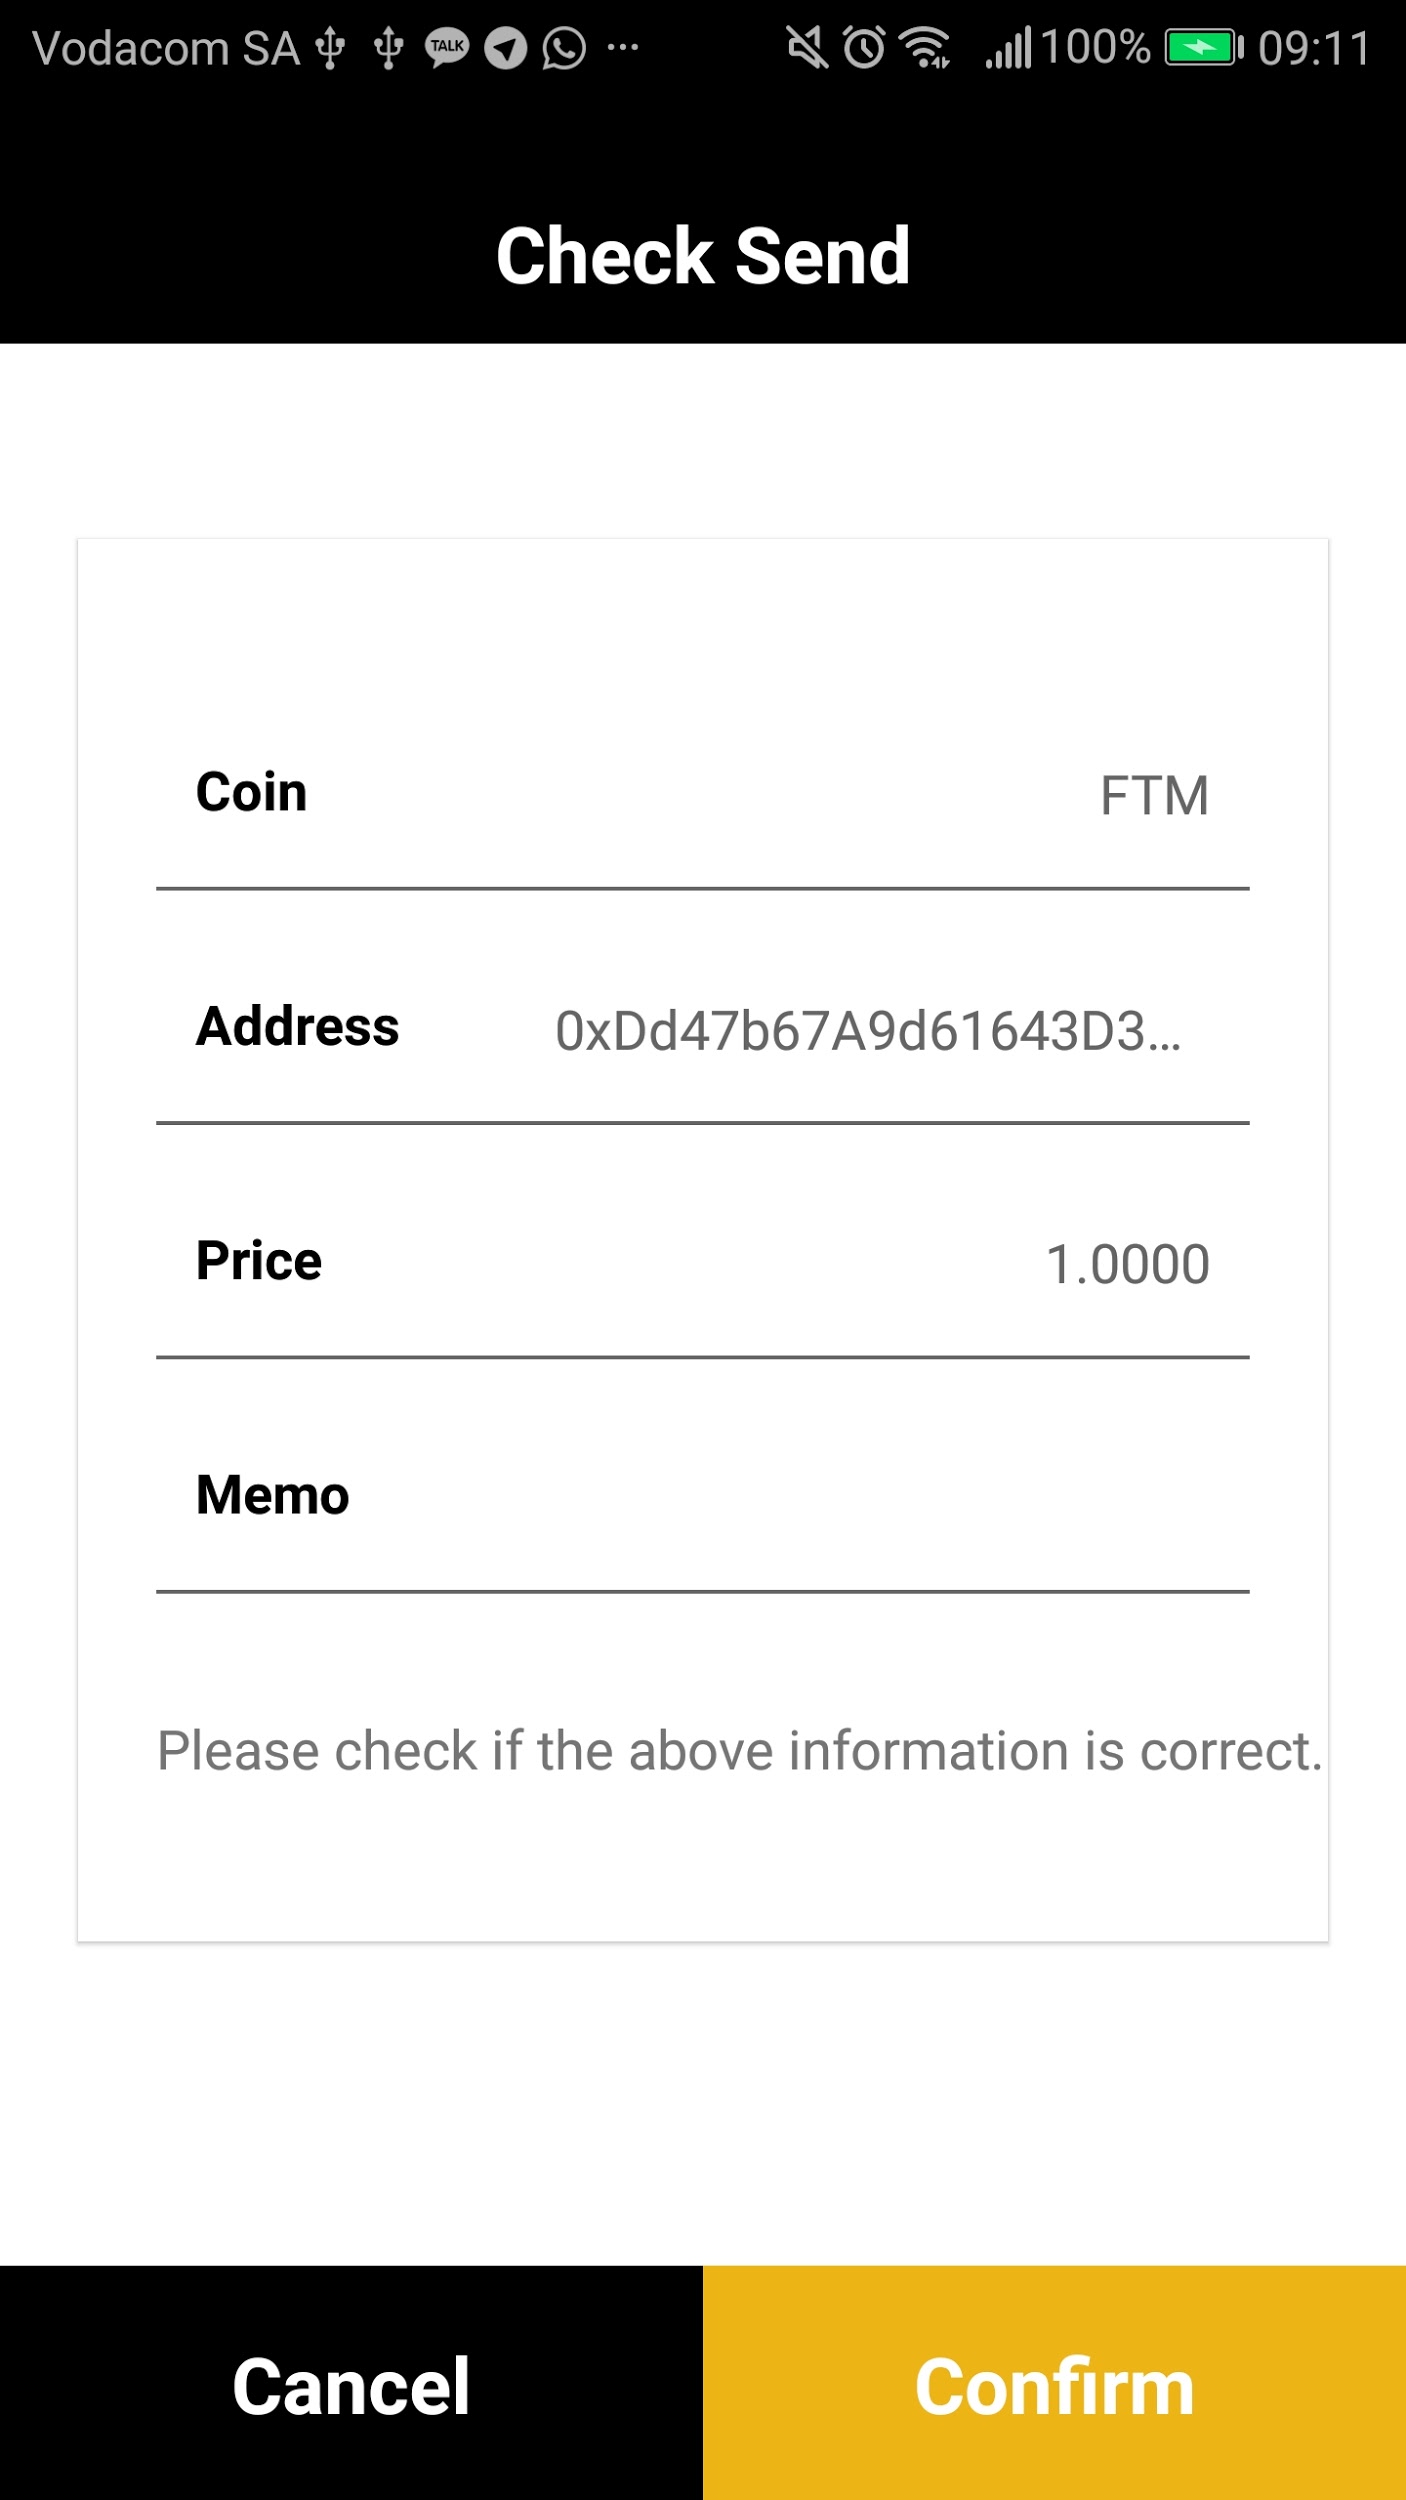 Vodacom SA TALK ... 100% 09:11
Check Send
Coin FTM
Address 0xDd47b67A9d61643D3...
Price 1.0000
Memo
Please check if the above information is correct.
Cancel Confirm